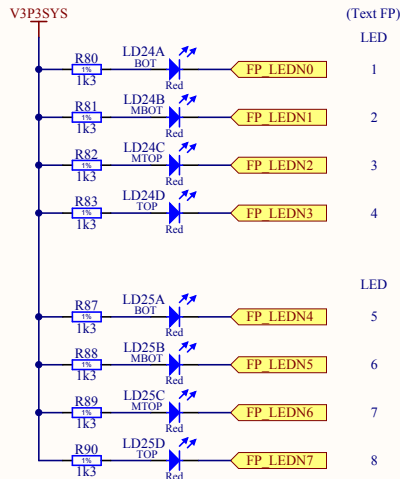 V3P3SYS (Text FP)
LED
R80 1% 1k3 LD24A BOT Red FP_LEDN0 1
R81 1% 1k3 LD24B MBOT Red FP_LEDN1 2
R82 1% 1k3 LD24C MTOP Red FP_LEDN2 3
R83 1% 1k3 LD24D TOP Red FP_LEDN3 4
LED
R87 1% 1k3 LD25A BOT Red FP_LEDN4 5
R88 1% 1k3 LD25B MBOT Red FP_LEDN5 6
R89 1% 1k3 LD25C MTOP Red FP_LEDN6 7
R90 1% 1k3 LD25D TOP Red FP_LEDN7 8